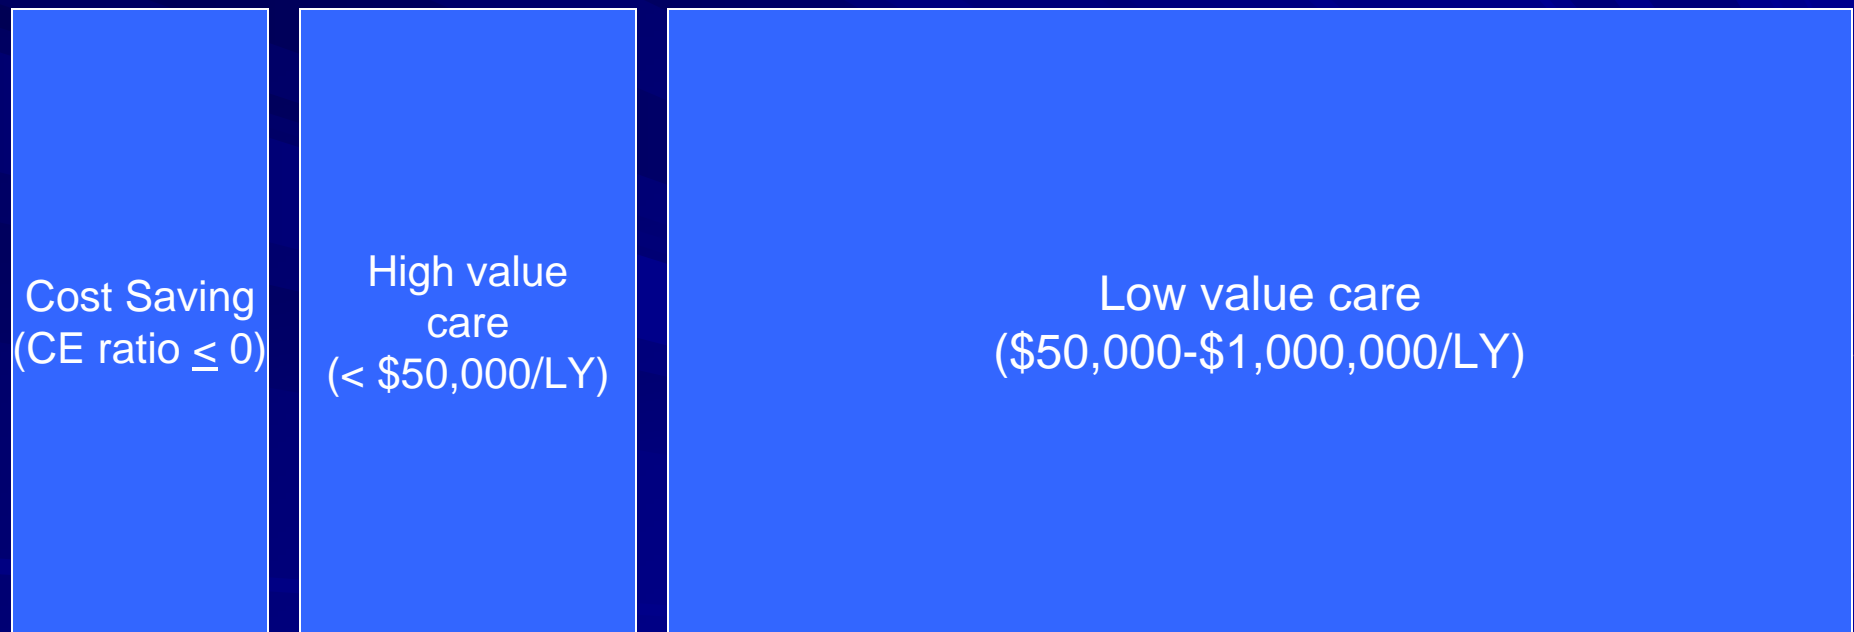 Cost Saving
(CE ratio ≤ 0)
High value
care
(< $50,000/LY)
Low value care
($50,000-$1,000,000/LY)